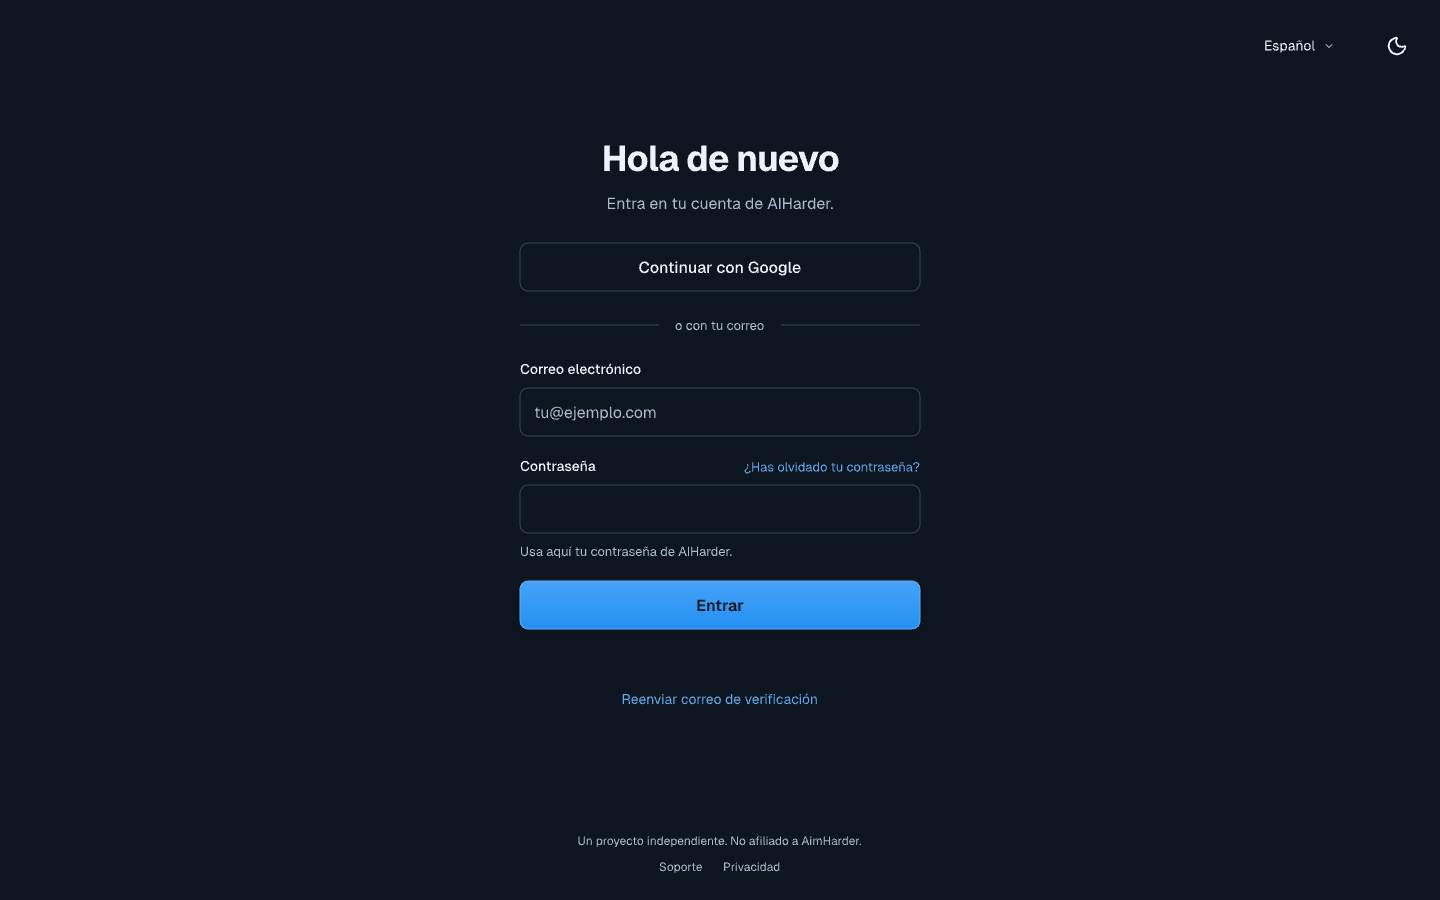 Español
Hola de nuevo
Entra en tu cuenta de AIHarder.
Continuar con Google
o con tu correo
Correo electrónico
tu@ejemplo.com
Contraseña
¿Has olvidado tu contraseña?
Usa aquí tu contraseña de AIHarder.
Entrar
Reenviar correo de verificación
Un proyecto independiente. No afiliado a AimHarder.
Soporte
Privacidad